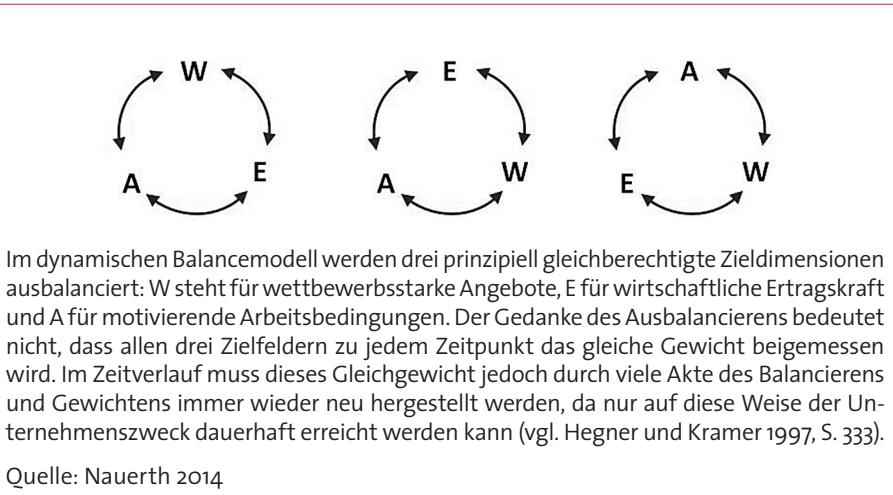 W E A
A E A W E W
Im dynamischen Balancemodell werden drei prinzipiell gleichberechtigte Zieldimensionen
ausbalanciert: W steht für wettbewerbsstarke Angebote, E für wirtschaftliche Ertragskraft
und A für motivierende Arbeitsbedingungen. Der Gedanke des Ausbalancierens bedeutet
nicht, dass allen drei Zielfeldern zu jedem Zeitpunkt das gleiche Gewicht beigemessen
wird. Im Zeitverlauf muss dieses Gleichgewicht jedoch durch viele Akte des Balancierens
und Gewichtens immer wieder neu hergestellt werden, da nur auf diese Weise der Un-
ternehmenszweck dauerhaft erreicht werden kann (vgl. Hegner und Kramer 1997, S. 333).
Quelle: Nauerth 2014